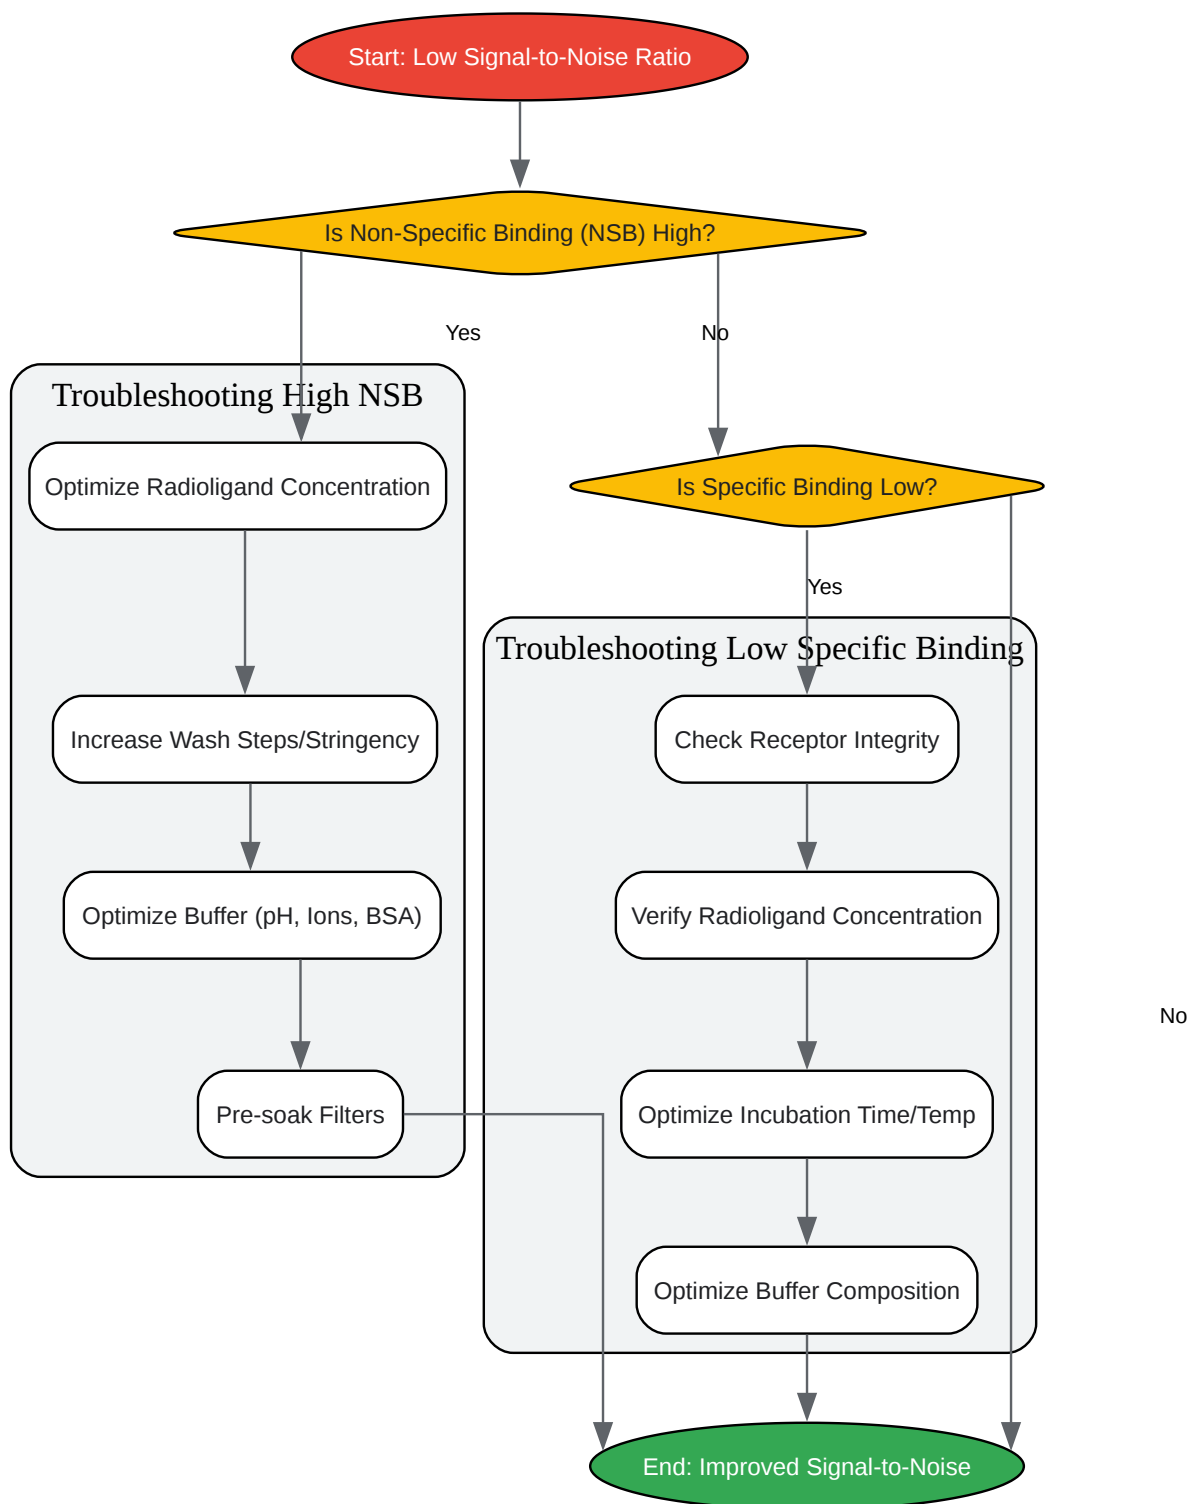 Start: Low Signal-to-Noise Ratio
Is Non-Specific Binding (NSB) High?
Yes
No
Troubleshooting High NSB
Optimize Radioligand Concentration
Is Specific Binding Low?
Yes
Troubleshooting Low Specific Binding
Increase Wash Steps/Stringency
Check Receptor Integrity
Optimize Buffer (pH, Ions, BSA)
Verify Radioligand Concentration
No
Pre-soak Filters
Optimize Incubation Time/Temp
Optimize Buffer Composition
End: Improved Signal-to-Noise